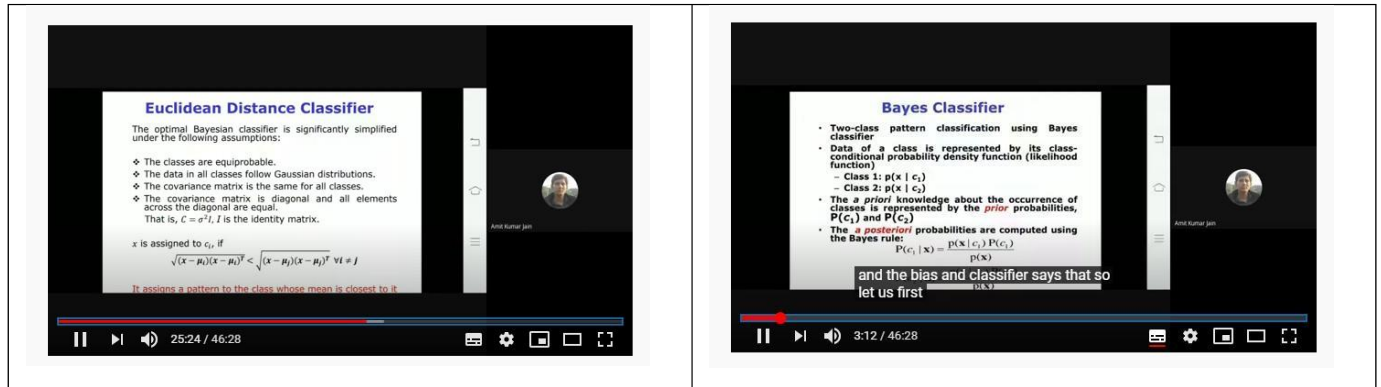 Euclidean Distance Classifier
The optimal Bayesian classifier is significantly simplified
under the following assumptions:
❖ The classes are equiprobable.
❖ The data in all classes follow Gaussian distributions.
❖ The covariance matrix is the same for all classes.
❖ The covariance matrix is diagonal and all elements
across the diagonal are equal.
That is, C = σ²I, I is the identity matrix.
x is assigned to cᵢ, if
√((x − μᵢ)(x − μᵢ)ᵀ) < √((x − μⱼ)(x − μⱼ)ᵀ) ∀i ≠ j
It assigns a pattern to the class whose mean is closest to it
Amit Kumar Jain
25:24 / 46:28
Bayes Classifier
• Two-class pattern classification using Bayes
classifier
• Data of a class is represented by its class-
conditional probability density function (likelihood
function)
– Class 1: p(x | c₁)
– Class 2: p(x | c₂)
• The a priori knowledge about the occurrence of
classes is represented by the prior probabilities,
P(c₁) and P(c₂)
• The a posteriori probabilities are computed using
the Bayes rule:
P(c₁ | x) = p(x | c₁) P(c₁)
p(x)
and the bias and classifier says that so
let us first
p(x)
Amit Kumar Jain
3:12 / 46:28